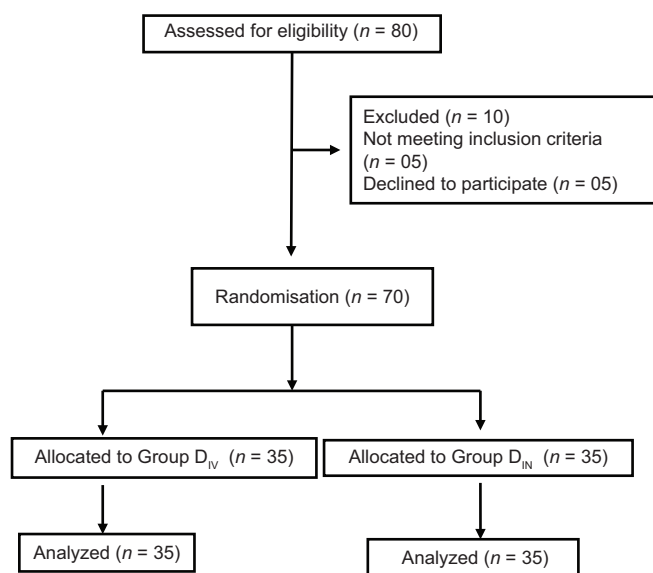 Assessed for eligibility (n = 80)
Excluded (n = 10)
Not meeting inclusion criteria
(n = 05)
Declined to participate (n = 05)
Randomisation (n = 70)
Allocated to Group D_IV (n = 35)
Allocated to Group D_IN (n = 35)
Analyzed (n = 35)
Analyzed (n = 35)